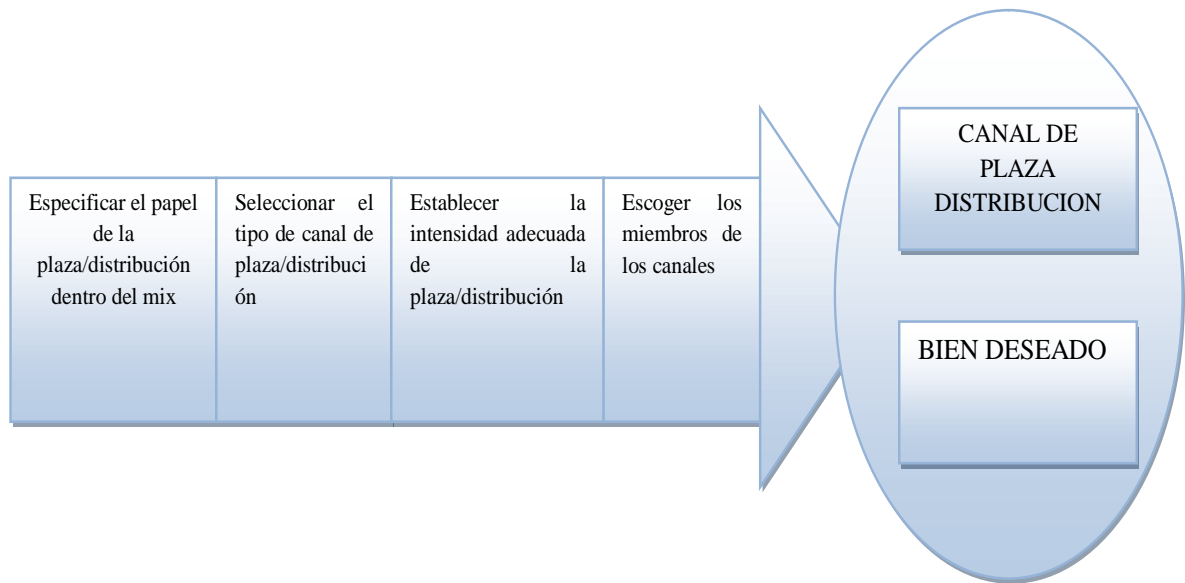 Especificar el papel
de la
plaza/distribución
dentro del mix
Seleccionar el
tipo de canal de
plaza/distribuci
ón
Establecer la
intensidad adecuada
de la
plaza/distribución
Escoger los
miembros de
los canales
CANAL DE
PLAZA
DISTRIBUCION
BIEN DESEADO